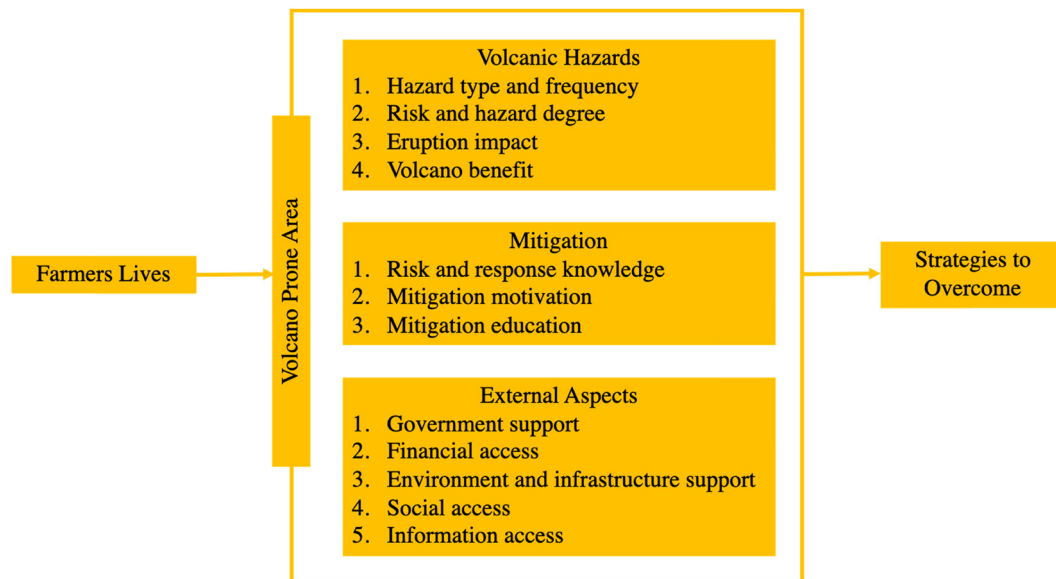 Farmers Lives
Volcano Prone Area
Volcanic Hazards
1. Hazard type and frequency
2. Risk and hazard degree
3. Eruption impact
4. Volcano benefit
Mitigation
1. Risk and response knowledge
2. Mitigation motivation
3. Mitigation education
External Aspects
1. Government support
2. Financial access
3. Environment and infrastructure support
4. Social access
5. Information access
Strategies to
Overcome